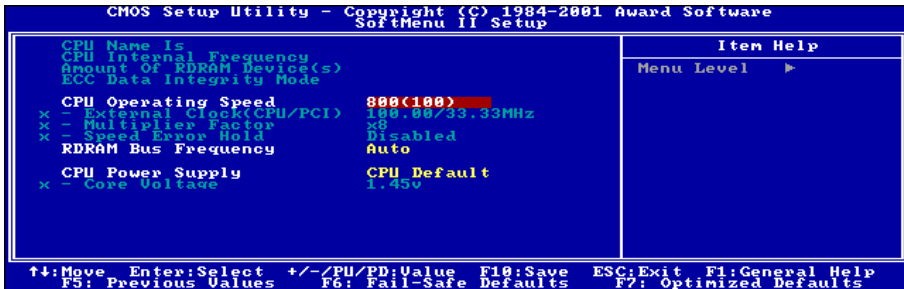 CMOS Setup Utility - Copyright (C) 1984-2001 Award Software
SoftMenu II Setup
CPU Name Is
CPU Internal Frequency
Amount Of RDRAM Device(s)
ECC Data Integrity Mode
CPU Operating Speed 800(100)
x - External Clock(CPU/PCI) 100.00/33.33MHz
x - Multiplier Factor x8
x - Speed Error Hold Disabled
RDRAM Bus Frequency Auto
CPU Power Supply CPU Default
x - Core Voltage 1.45v
Item Help
Menu Level ►
↑↓:Move Enter:Select +/-/PU/PD:Value F10:Save ESC:Exit F1:General Help
F5: Previous Values F6: Fail-Safe Defaults F7: Optimized Defaults